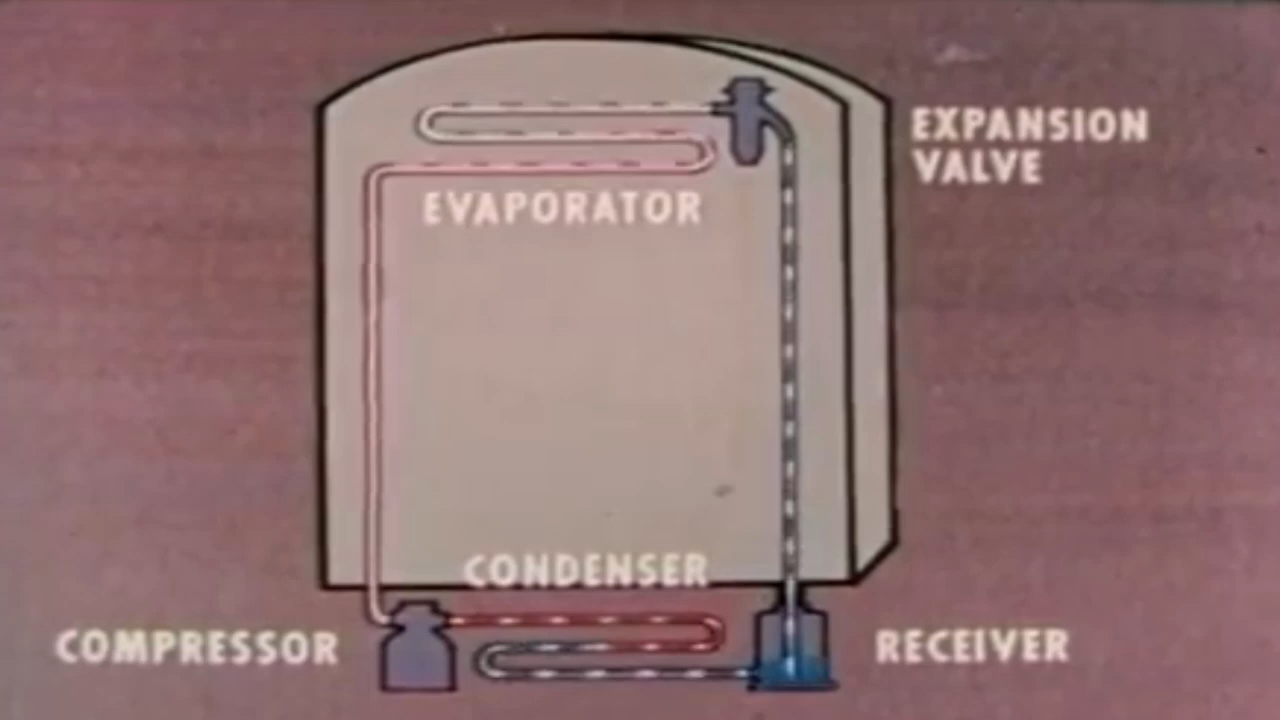 EXPANSION
VALVE
EVAPORATOR
CONDENSER
COMPRESSOR
RECEIVER